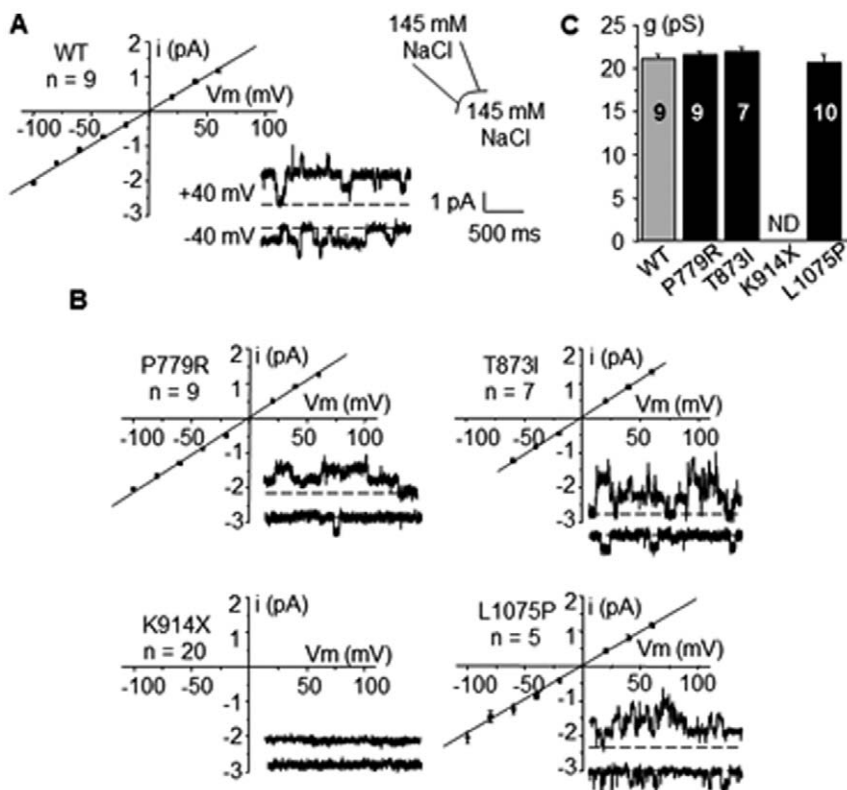 A
WT
n = 9
i (pA)
Vm (mV)
2
1
-100
-50
50
100
-1
-2
-3
+40 mV
-40 mV
145 mM
NaCl
145 mM
NaCl
1 pA
500 ms
C
g (pS)
25
20
15
10
5
0
9
9
7
ND
10
WT
P779R
T873I
K914X
L1075P
B
P779R
n = 9
i (pA)
Vm (mV)
2
1
-100
-50
50
100
-1
-2
-3
T873I
n = 7
i (pA)
Vm (mV)
2
1
-100
-50
50
100
-1
-2
-3
K914X
n = 20
i (pA)
Vm (mV)
2
1
-100
-50
50
100
-1
-2
-3
L1075P
n = 5
i (pA)
Vm (mV)
2
1
-100
-50
50
100
-1
-2
-3